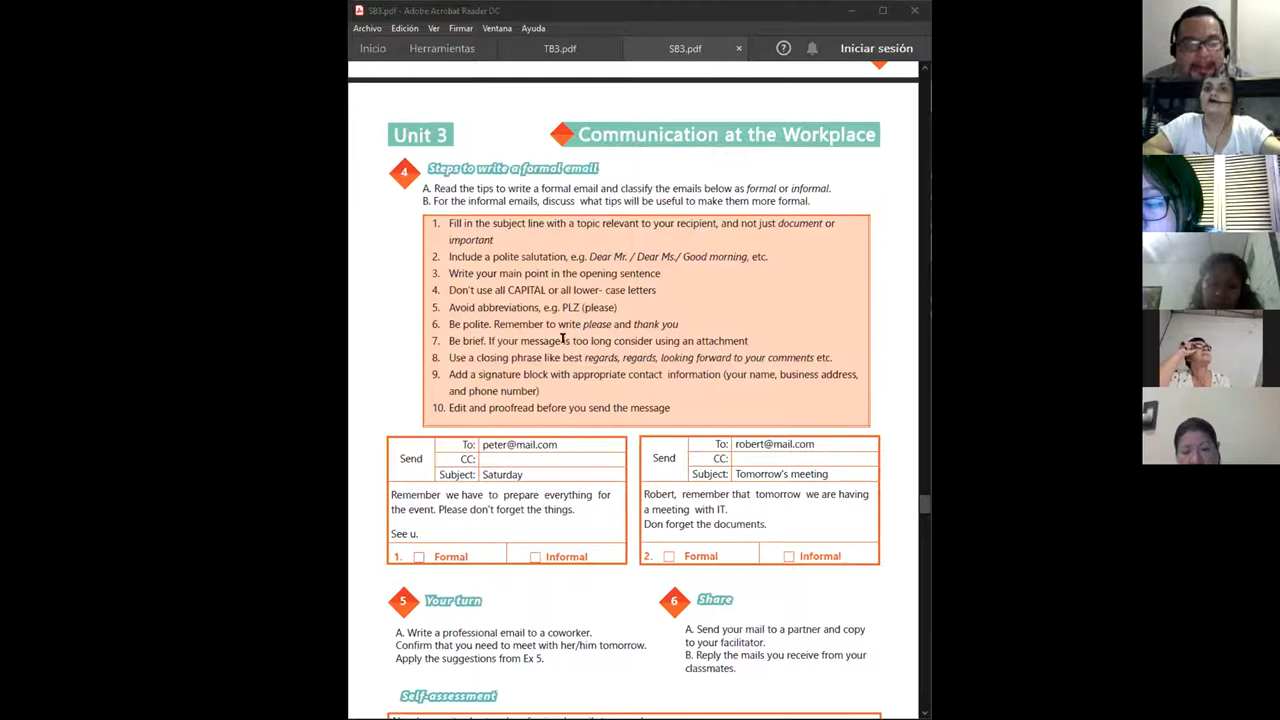 SB3.pdf - Adobe Acrobat Reader DC
Archivo Edición Ver Firmar Ventana Ayuda
Inicio Herramientas TB3.pdf SB3.pdf × ? Iniciar sesión
Unit 3 Communication at the Workplace
4 Steps to write a formal email
A. Read the tips to write a formal email and classify the emails below as formal or informal.
B. For the informal emails, discuss what tips will be useful to make them more formal.
1. Fill in the subject line with a topic relevant to your recipient, and not just document or
important
2. Include a polite salutation, e.g. Dear Mr. / Dear Ms./ Good morning, etc.
3. Write your main point in the opening sentence
4. Don't use all CAPITAL or all lower- case letters
5. Avoid abbreviations, e.g. PLZ (please)
6. Be polite. Remember to write please and thank you
7. Be brief. If your message is too long consider using an attachment
8. Use a closing phrase like best regards, regards, looking forward to your comments etc.
9. Add a signature block with appropriate contact information (your name, business address,
and phone number)
10. Edit and proofread before you send the message
Send
To: peter@mail.com
CC:
Subject: Saturday
Remember we have to prepare everything for
the event. Please don't forget the things.
See u.
1. Formal Informal
Send
To: robert@mail.com
CC:
Subject: Tomorrow's meeting
Robert, remember that tomorrow we are having
a meeting with IT.
Don forget the documents.
2. Formal Informal
5 Your turn
A. Write a professional email to a coworker.
Confirm that you need to meet with her/him tomorrow.
Apply the suggestions from Ex 5.
6 Share
A. Send your mail to a partner and copy
to your facilitator.
B. Reply the mails you receive from your
classmates.
Self-assessment